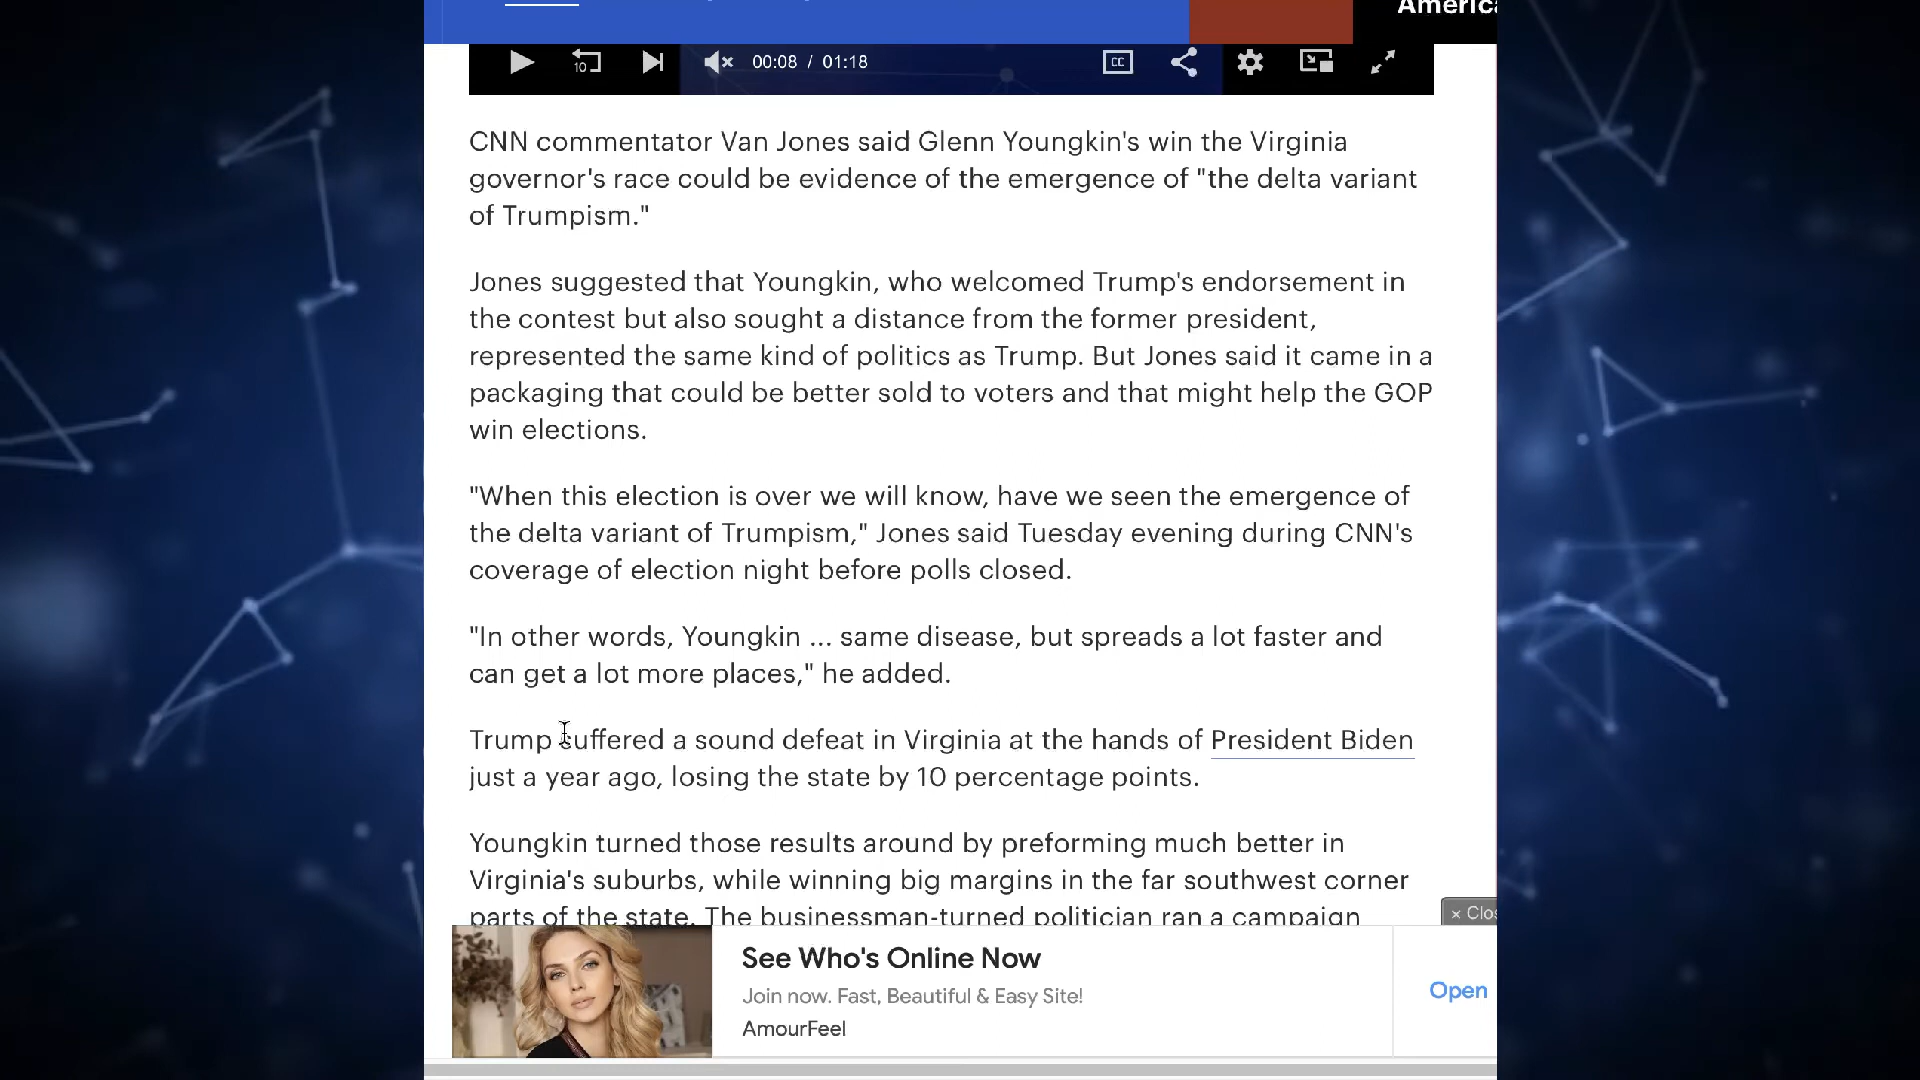 America
00:08 / 01:18
10
CC
CNN commentator Van Jones said Glenn Youngkin's win the Virginia
governor's race could be evidence of the emergence of "the delta variant
of Trumpism."
Jones suggested that Youngkin, who welcomed Trump's endorsement in
the contest but also sought a distance from the former president,
represented the same kind of politics as Trump. But Jones said it came in a
packaging that could be better sold to voters and that might help the GOP
win elections.
"When this election is over we will know, have we seen the emergence of
the delta variant of Trumpism," Jones said Tuesday evening during CNN's
coverage of election night before polls closed.
"In other words, Youngkin ... same disease, but spreads a lot faster and
can get a lot more places," he added.
Trump suffered a sound defeat in Virginia at the hands of President Biden
just a year ago, losing the state by 10 percentage points.
Youngkin turned those results around by preforming much better in
Virginia's suburbs, while winning big margins in the far southwest corner
parts of the state. The businessman-turned politician ran a campaign
× Clos
See Who's Online Now
Join now. Fast, Beautiful & Easy Site!
AmourFeel
Open